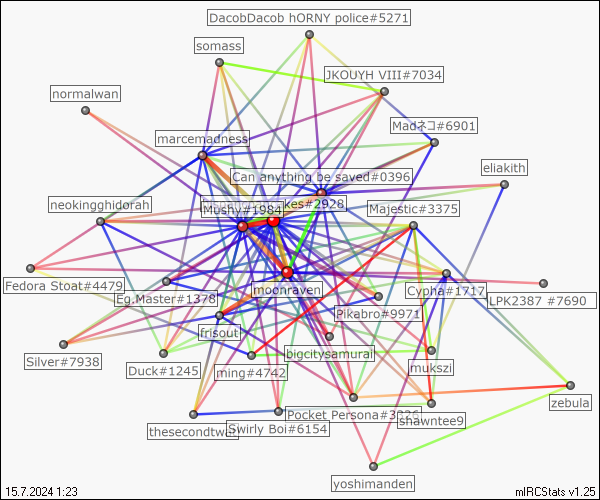 DacobDacob hORNY police#5271
somass
JKOUYH VIII#7034
normalwan
Madネコ#6901
marcemadness
eliakith
Can anything be saved#0396
neokingghidorah
kes#2928
Mushy#1984
Majestic#3375
Fedora Stoat#4479
moonraven
Cypha#1717
Eg.Master#1378
LPK2387 #7690
Pikabro#9971
frisout
Silver#7938
bigcitysamurai
mukszi
Duck#1245
ming#4742
zebula
Pocket Persona#3
shawntee9
thesecondtwat
Swirly Boi#6154
yoshimanden
15.7.2024 1:23
mIRCStats v1.25